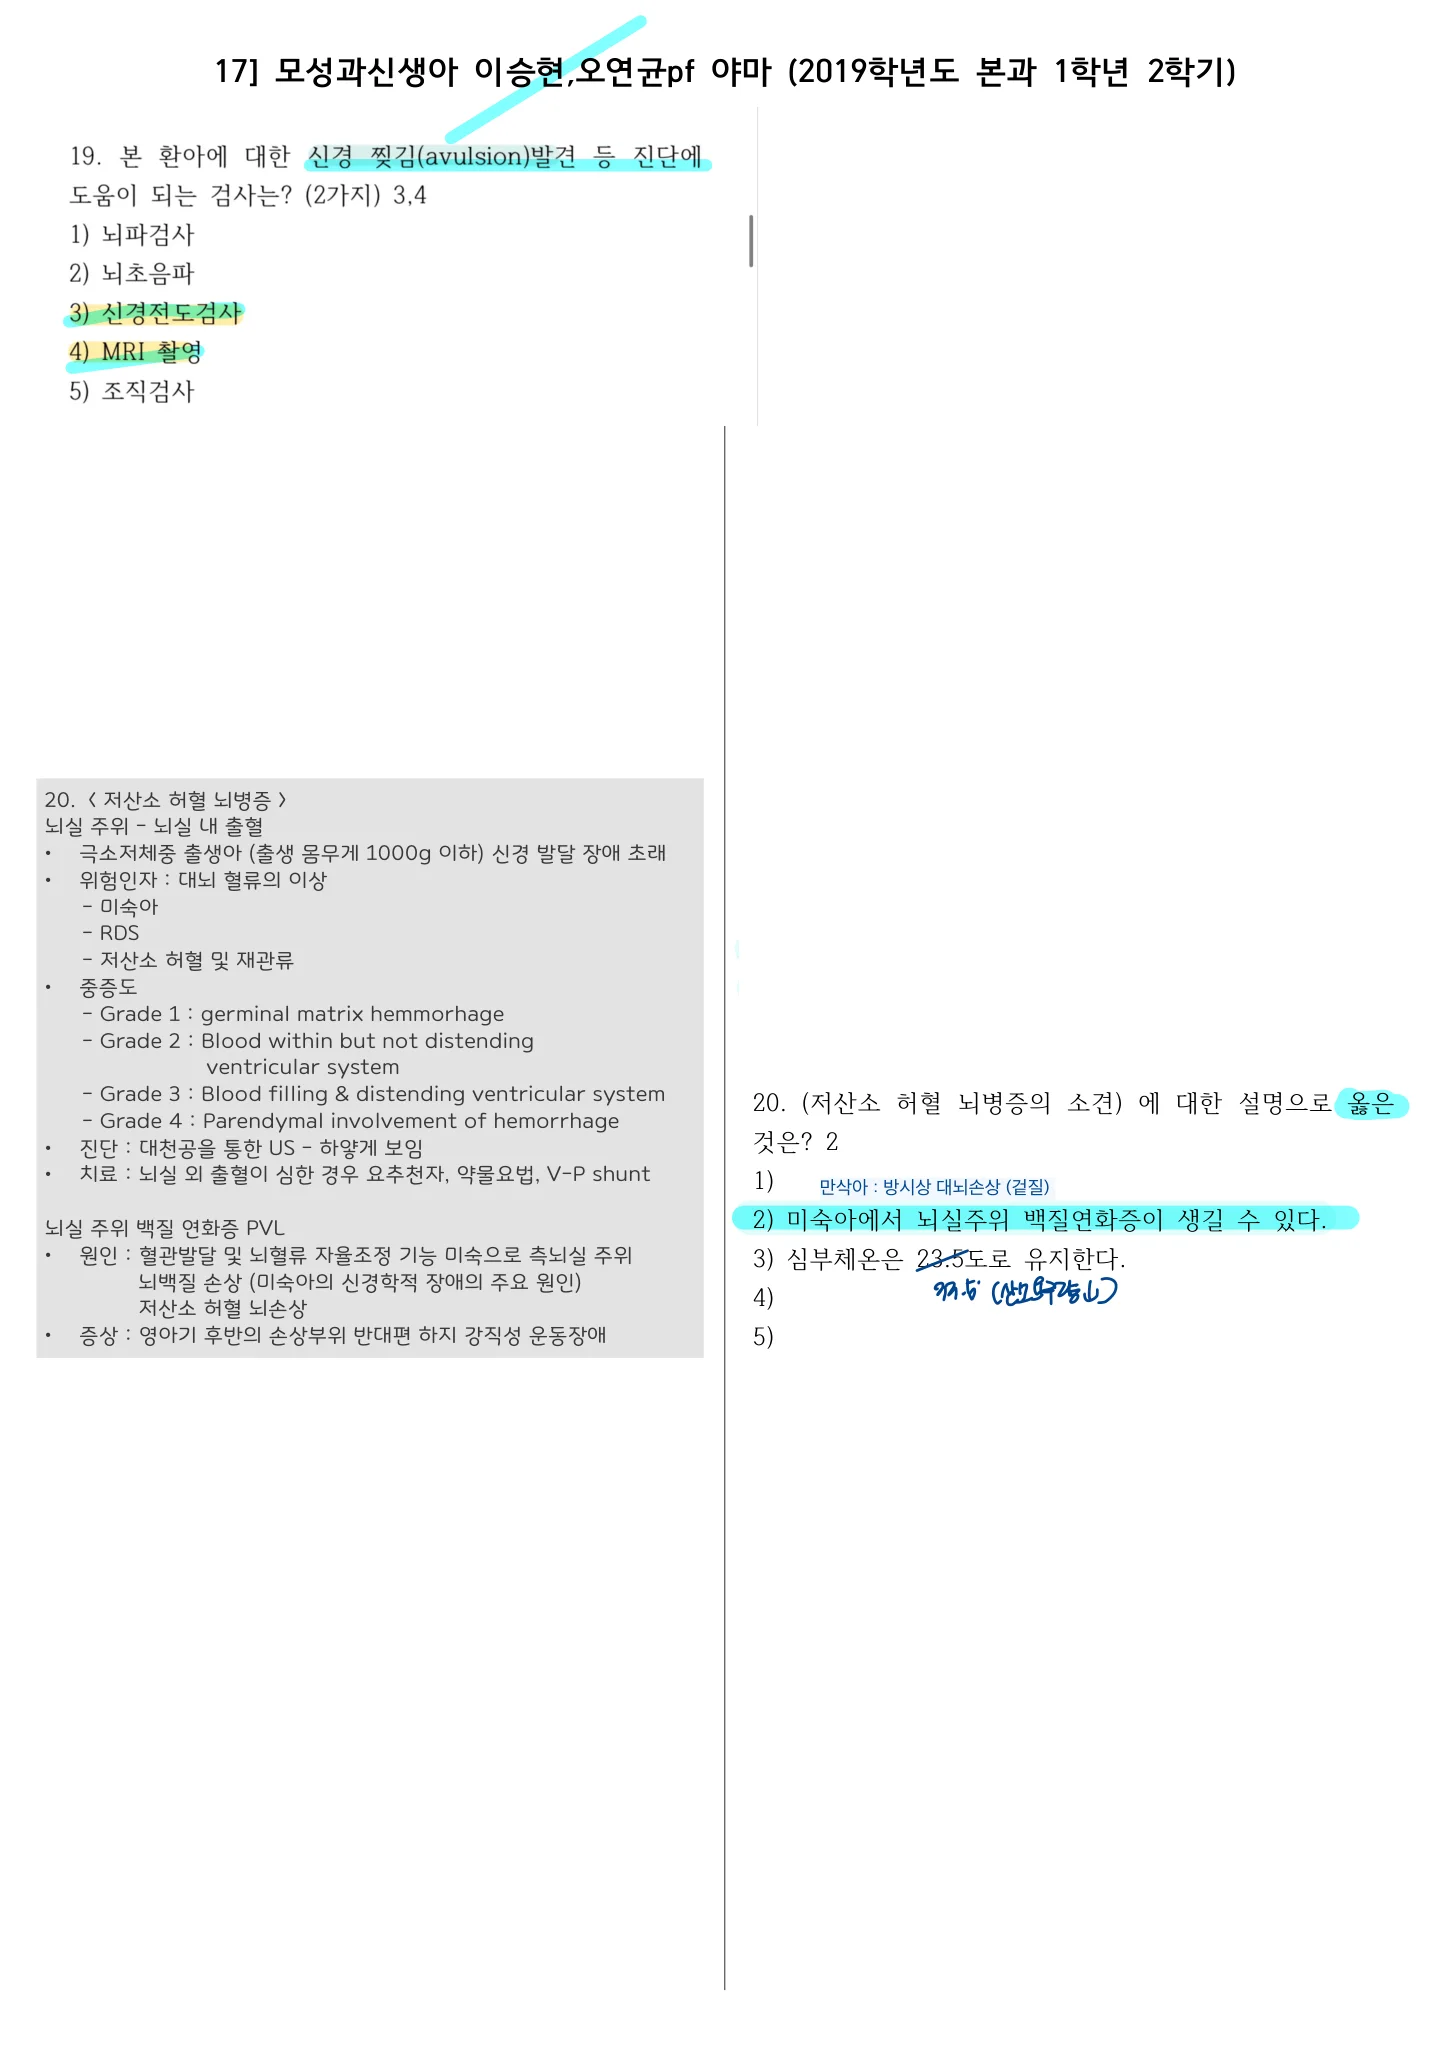 17] 모성과신생아 이승현,오연균pf 야마 (2019학년도 본과 1학년 2학기)
19. 본 환아에 대한 신경 찢김(avulsion)발견 등 진단에
도움이 되는 검사는? (2가지) 3,4
1) 뇌파검사
2) 뇌초음파
3) 신경전도검사
4) MRI 촬영
5) 조직검사
20. < 저산소 허혈 뇌병증 >
뇌실 주위 - 뇌실 내 출혈
• 극소저체중 출생아 (출생 몸무게 1000g 이하) 신경 발달 장애 초래
• 위험인자 : 대뇌 혈류의 이상
- 미숙아
- RDS
- 저산소 허혈 및 재관류
• 중증도
- Grade 1 : germinal matrix hemmorhage
- Grade 2 : Blood within but not distending
ventricular system
- Grade 3 : Blood filling & distending ventricular system
- Grade 4 : Parendymal involvement of hemorrhage
• 진단 : 대천공을 통한 US - 하얗게 보임
• 치료 : 뇌실 외 출혈이 심한 경우 요추천자, 약물요법, V-P shunt
뇌실 주위 백질 연화증 PVL
• 원인 : 혈관발달 및 뇌혈류 자율조정 기능 미숙으로 측뇌실 주위
뇌백질 손상 (미숙아의 신경학적 장애의 주요 원인)
저산소 허혈 뇌손상
• 증상 : 영아기 후반의 손상부위 반대편 하지 강직성 운동장애
20. (저산소 허혈 뇌병증의 소견) 에 대한 설명으로 옳은
것은? 2
1)
만삭아 : 방시상 대뇌손상 (겉질)
2) 미숙아에서 뇌실주위 백질연화증이 생길 수 있다.
3) 심부체온은 23.5도로 유지한다.
33.5
4)
5)